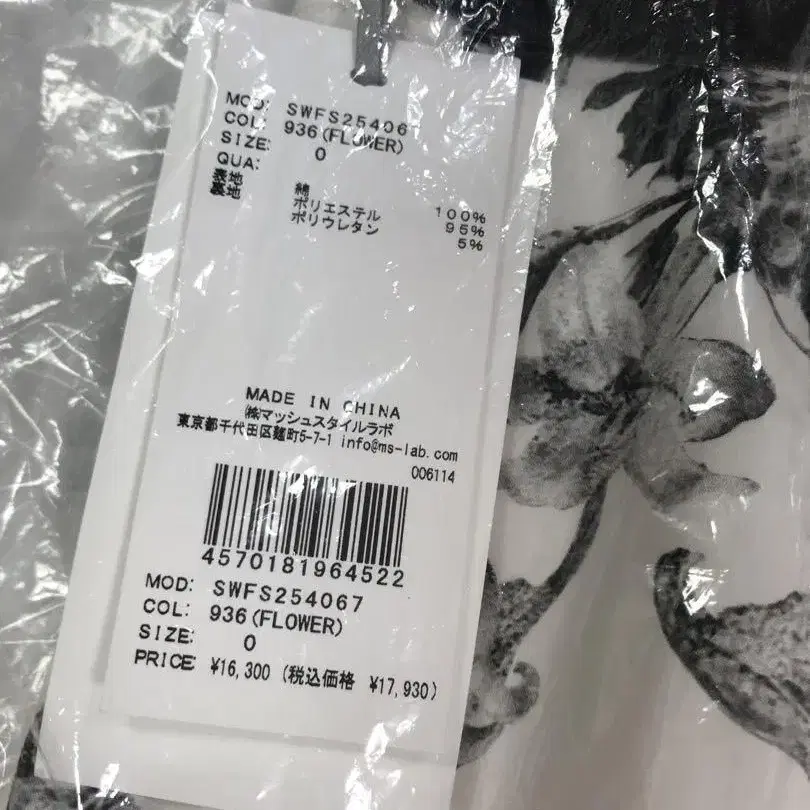 MOD: SWFS25406
COL: 936(FLOWER)
SIZE: 0
QUA:
表地 綿 100%
裏地 ポリエステル 95%
ポリウレタン 5%
MADE IN CHINA
㈱マッシュスタイルラボ
東京都千代田区麹町5-7-1 info@ms-lab.com
006114
4570181964522
MOD: SWFS254067
COL: 936(FLOWER)
SIZE: 0
PRICE: ¥16,300 (税込価格 ¥17,930)